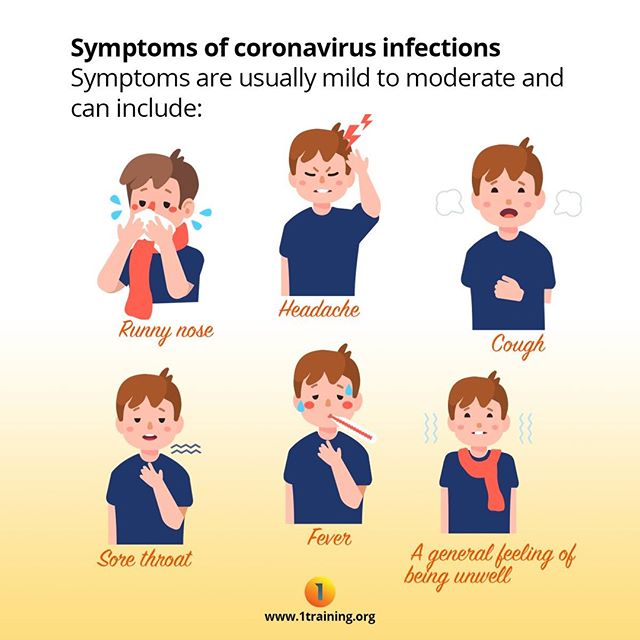 Symptoms of coronavirus infections
Symptoms are usually mild to moderate and
can include:
Runny nose
Headache
Cough
Sore throat
Fever
A general feeling of
being unwell
1
www.1training.org